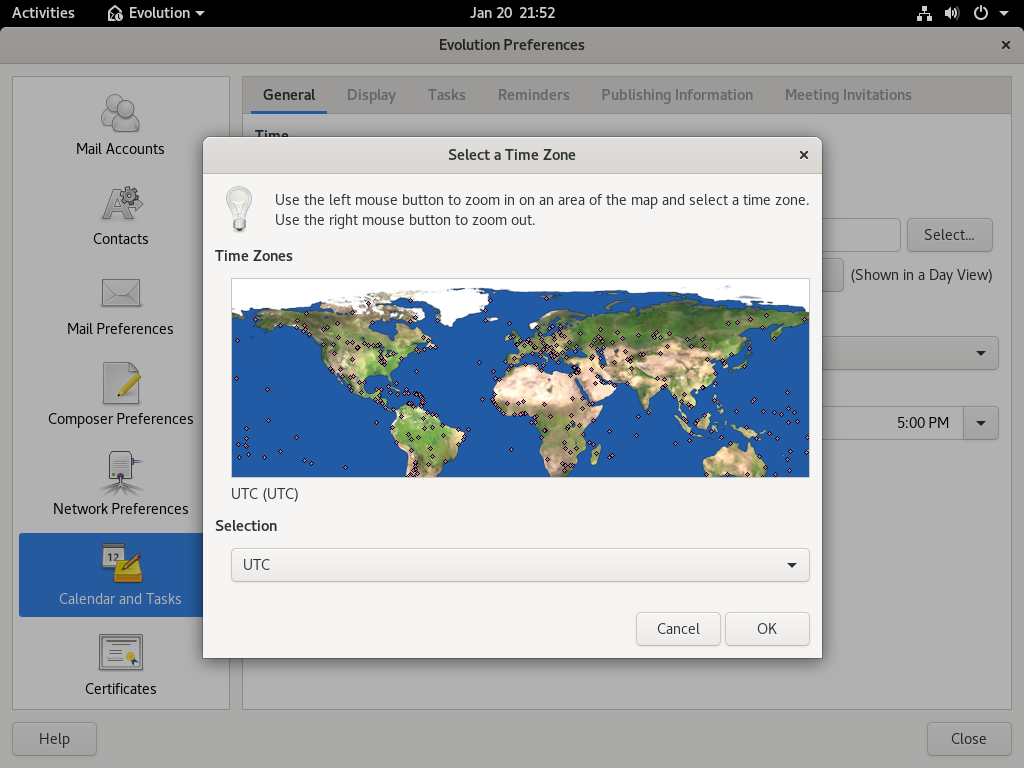 Activities
Evolution
Jan 20 21:52
Evolution Preferences
Mail Accounts
Contacts
Mail Preferences
Composer Preferences
Network Preferences
12
Calendar and Tasks
Certificates
General
Display
Tasks
Reminders
Publishing Information
Meeting Invitations
Time
Select...
(Shown in a Day View)
5:00 PM
Select a Time Zone
Use the left mouse button to zoom in on an area of the map and select a time zone.
Use the right mouse button to zoom out.
Time Zones
UTC (UTC)
Selection
UTC
Cancel
OK
Help
Close